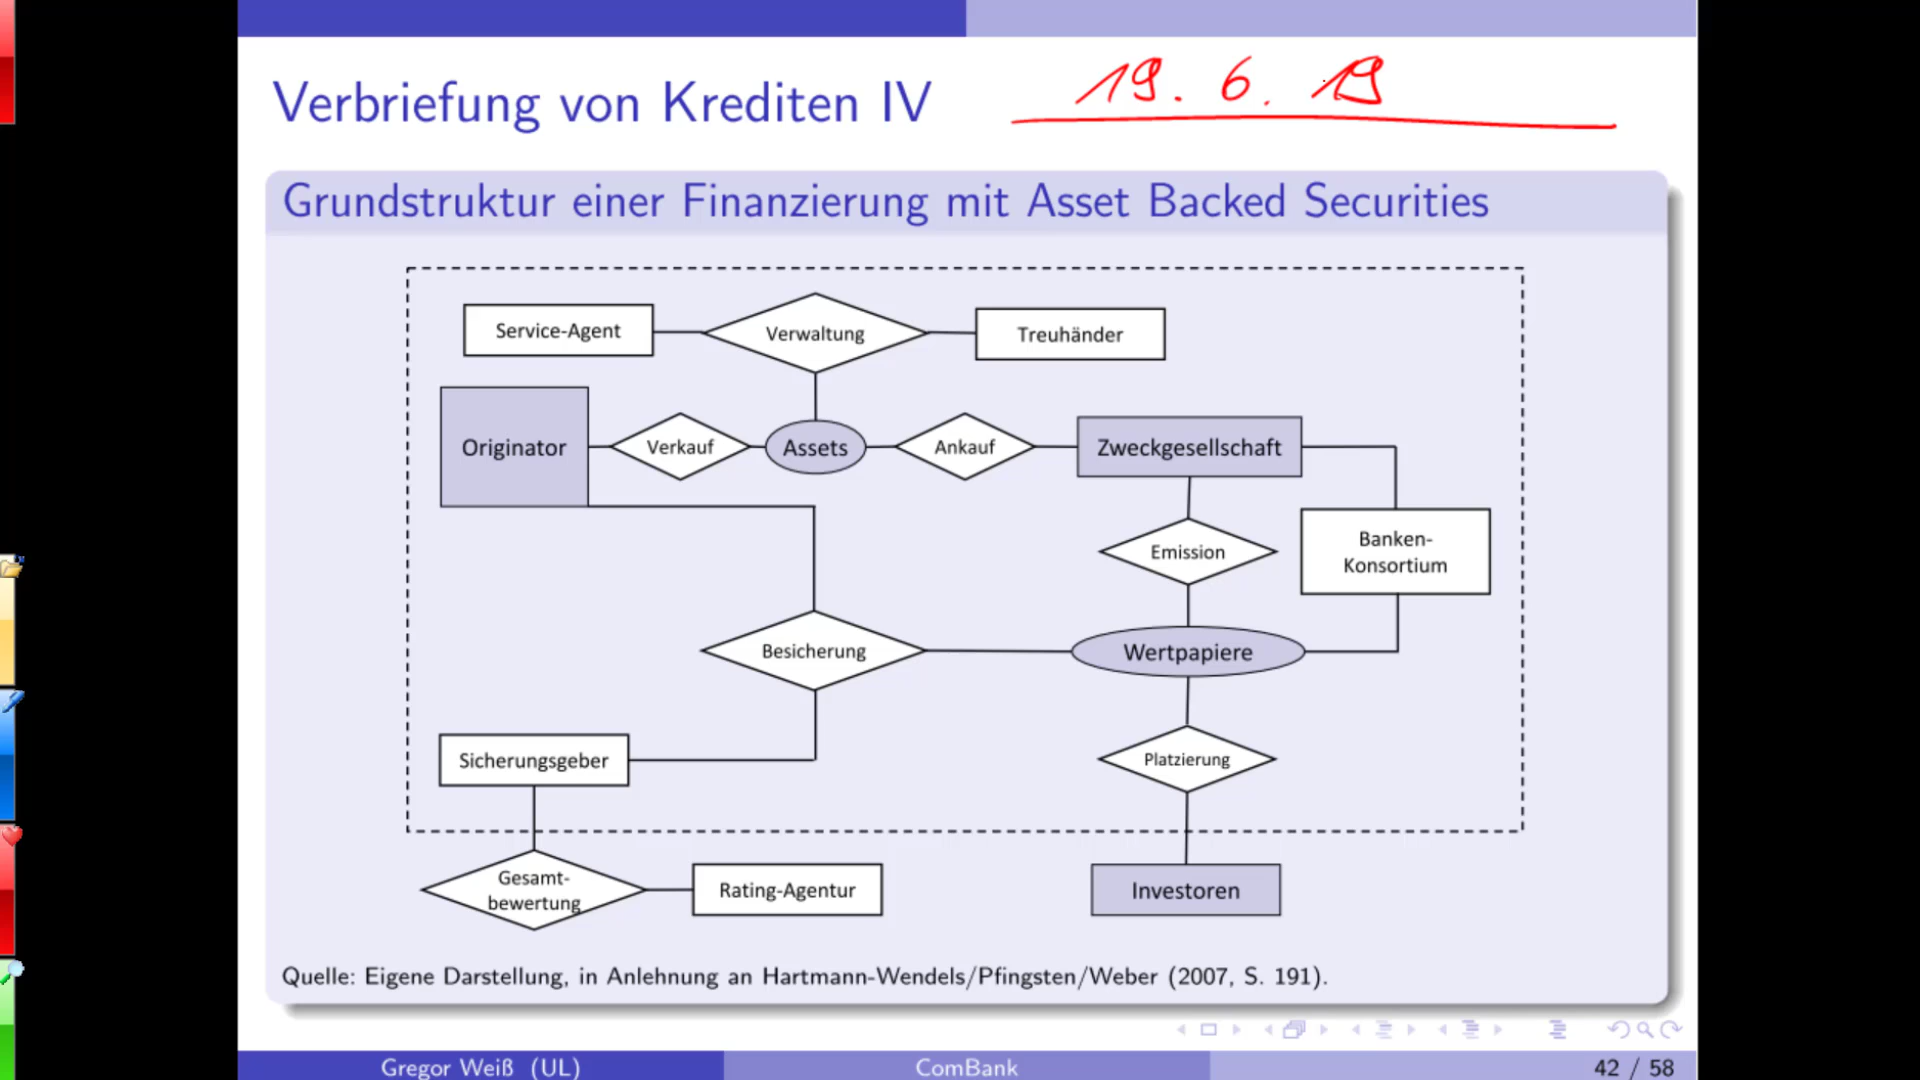 Verbriefung von Krediten IV
19. 6. 19
Grundstruktur einer Finanzierung mit Asset Backed Securities
Service-Agent
Verwaltung
Treuhänder
Originator
Verkauf
Assets
Ankauf
Zweckgesellschaft
Emission
Banken-
Konsortium
Besicherung
Wertpapiere
Sicherungsgeber
Platzierung
Gesamt-
bewertung
Rating-Agentur
Investoren
Quelle: Eigene Darstellung, in Anlehnung an Hartmann-Wendels/Pfingsten/Weber (2007, S. 191).
Gregor Weiß (UL)
ComBank
42 / 58